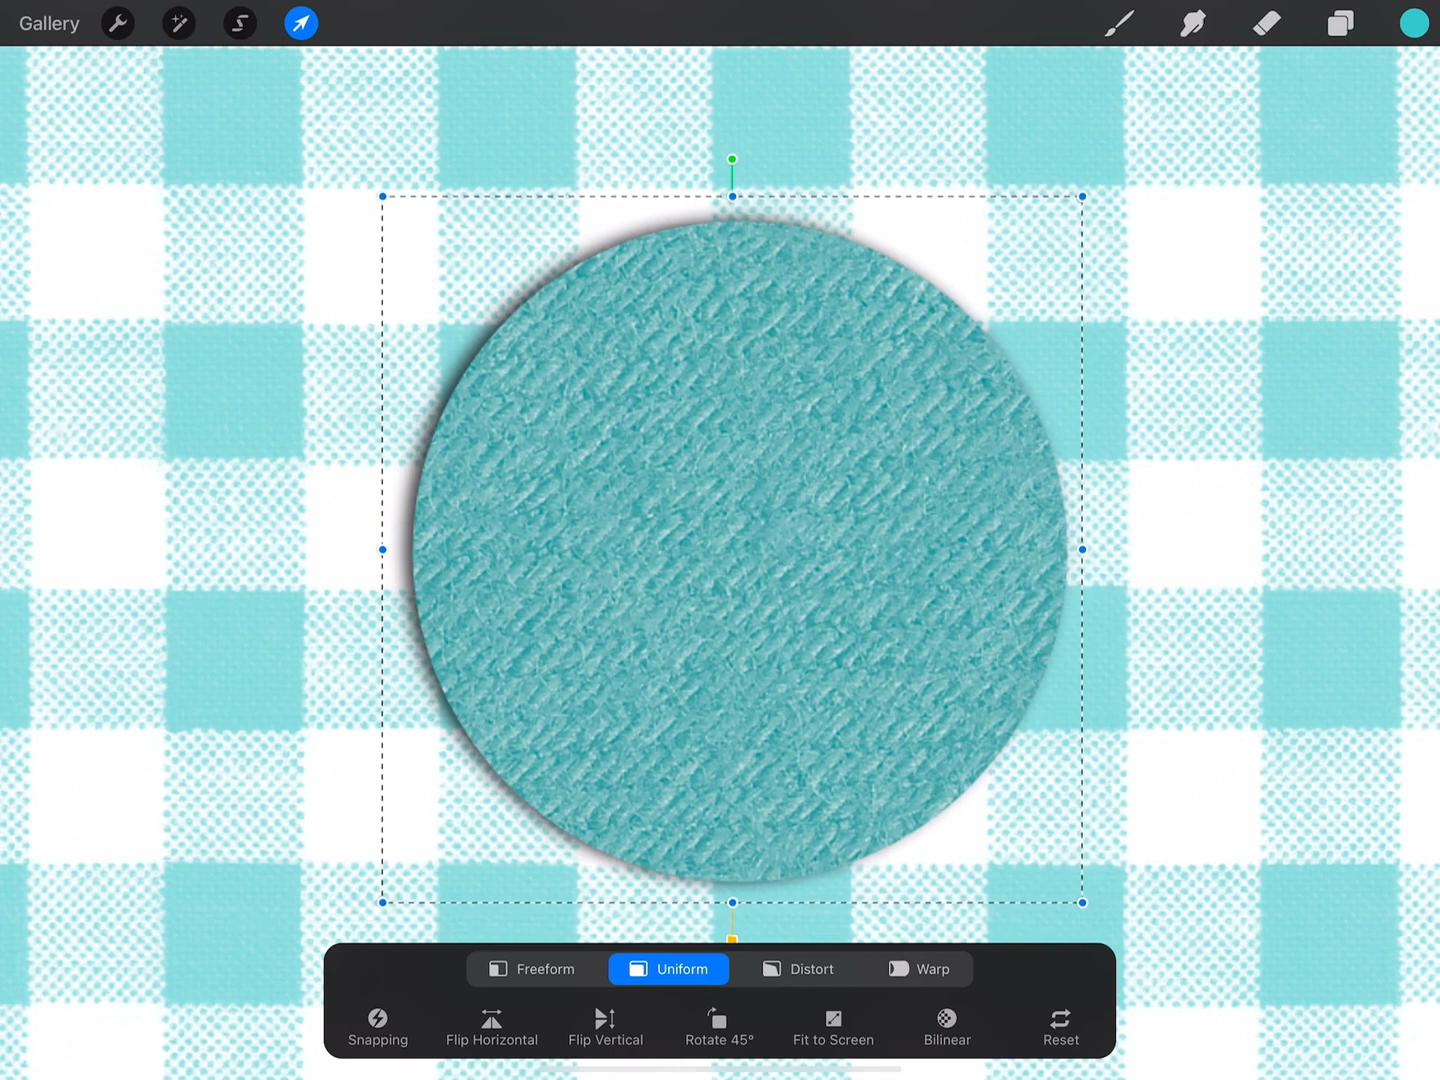 Gallery
Freeform Uniform Distort Warp
Snapping Flip Horizontal Flip Vertical Rotate 45° Fit to Screen Bilinear Reset